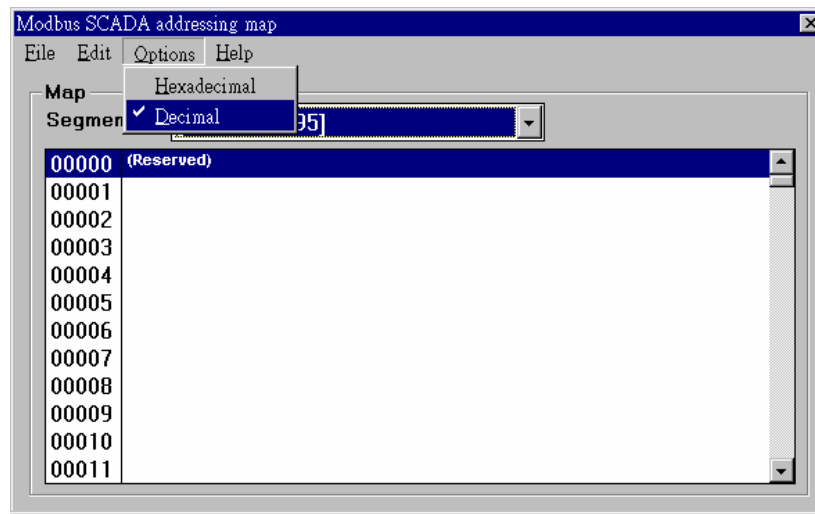 Modbus SCADA addressing map
File Edit Options Help
Hexadecimal
Decimal
Map
Segmen 95]
00000 (Reserved)
00001
00002
00003
00004
00005
00006
00007
00008
00009
00010
00011